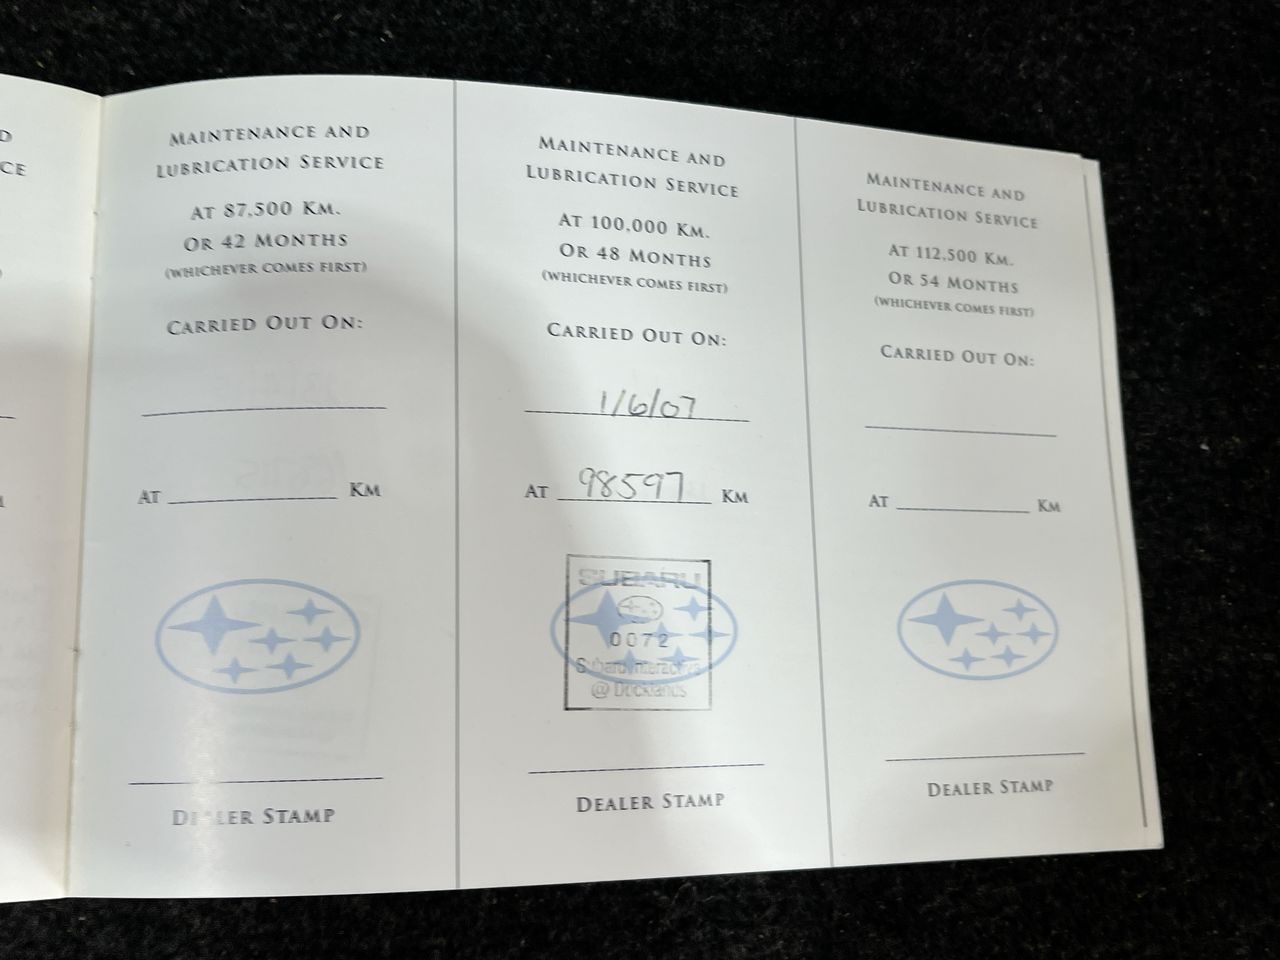 D
CE
)
M
MAINTENANCE AND
LUBRICATION SERVICE
AT 87,500 KM.
OR 42 MONTHS
(WHICHEVER COMES FIRST)
CARRIED OUT ON:
AT KM
DEALER STAMP
MAINTENANCE AND
LUBRICATION SERVICE
AT 100,000 KM.
OR 48 MONTHS
(WHICHEVER COMES FIRST)
CARRIED OUT ON:
1/6/07
AT 98597 KM
SUBARU
0072
Subaru Interactive
@ Docklands
DEALER STAMP
MAINTENANCE AND
LUBRICATION SERVICE
AT 112,500 KM.
OR 54 MONTHS
(WHICHEVER COMES FIRST)
CARRIED OUT ON:
AT KM
DEALER STAMP